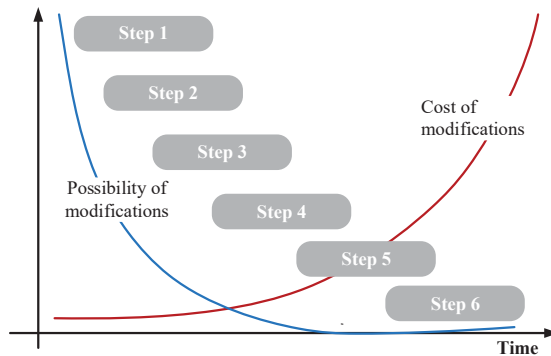 Step 1
Step 2
Cost of
modifications
Step 3
Possibility of
modifications
Step 4
Step 5
Step 6
Time